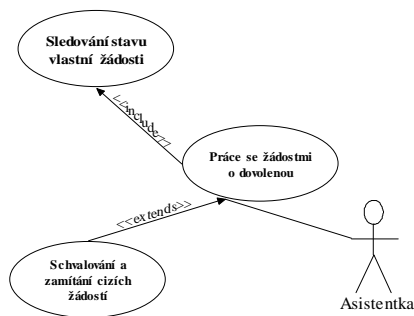 Sledování stavu
vlastní žádosti
<<include>>
Práce se žádostmi
o dovolenou
<<extends>>
Schvalování a
zamítání cizích
žádostí
Asistentka